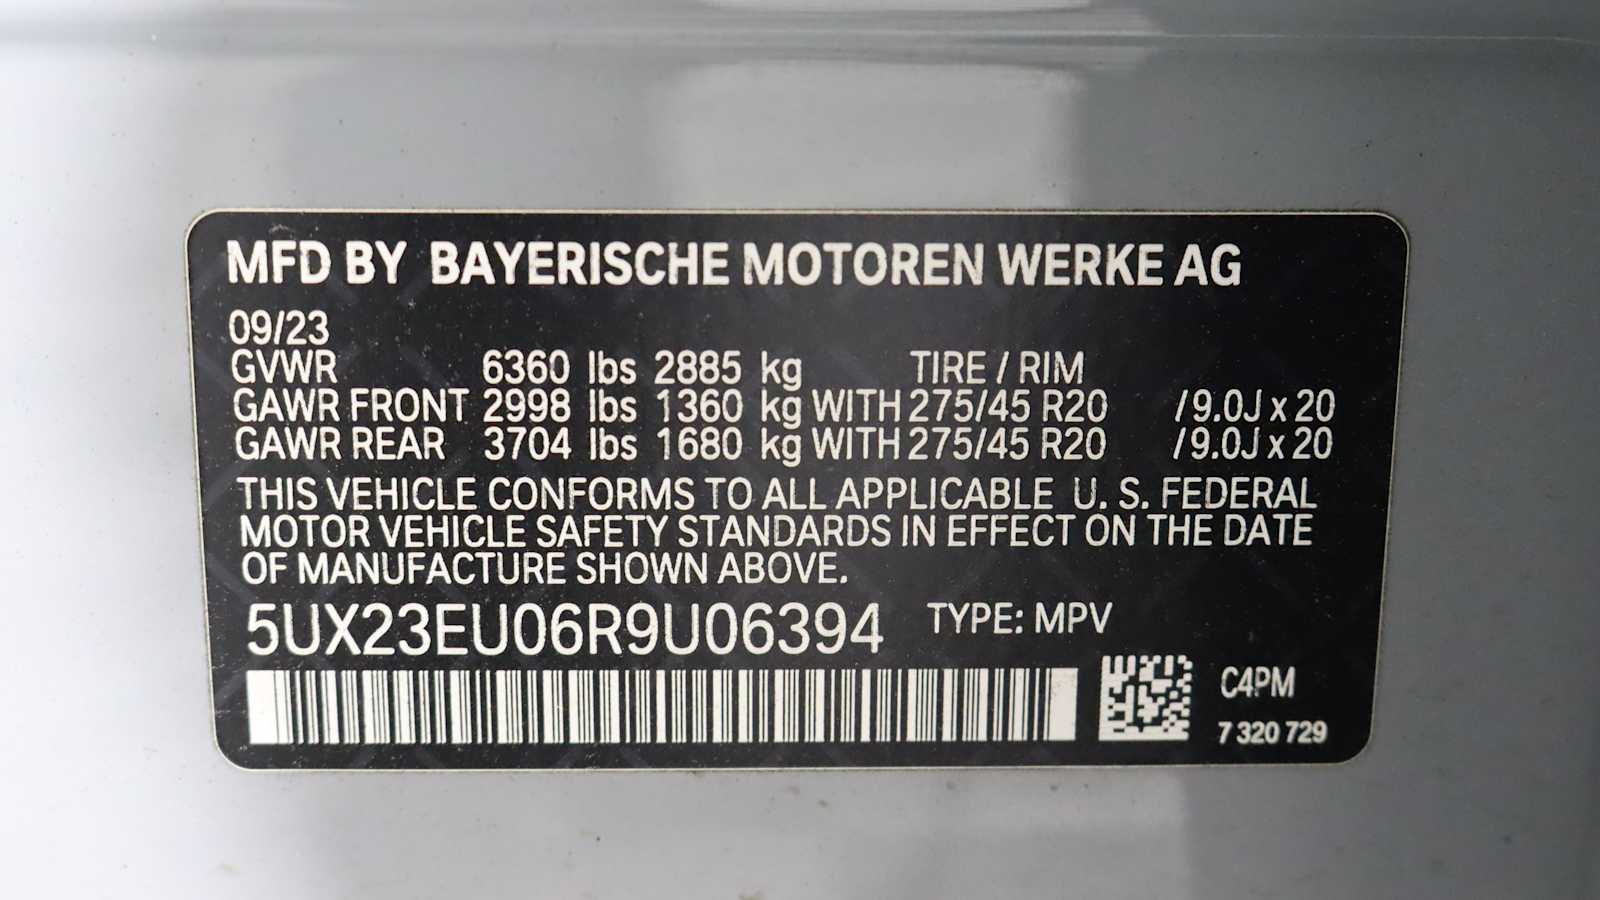 MFD BY BAYERISCHE MOTOREN WERKE AG
09/23
GVWR 6360 lbs 2885 kg TIRE / RIM
GAWR FRONT 2998 lbs 1360 kg WITH 275/45 R20 /9.0J x 20
GAWR REAR 3704 lbs 1680 kg WITH 275/45 R20 /9.0J x 20
THIS VEHICLE CONFORMS TO ALL APPLICABLE U. S. FEDERAL
MOTOR VEHICLE SAFETY STANDARDS IN EFFECT ON THE DATE
OF MANUFACTURE SHOWN ABOVE.
5UX23EU06R9U06394 TYPE: MPV
C4PM
7 320 729